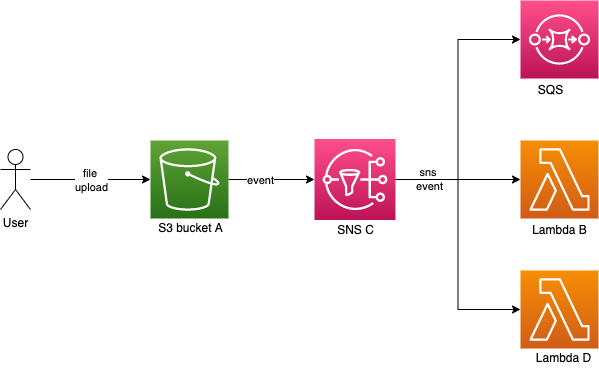 SQS
file
upload
event
sns
event
User
S3 bucket A
SNS C
Lambda B
Lambda D